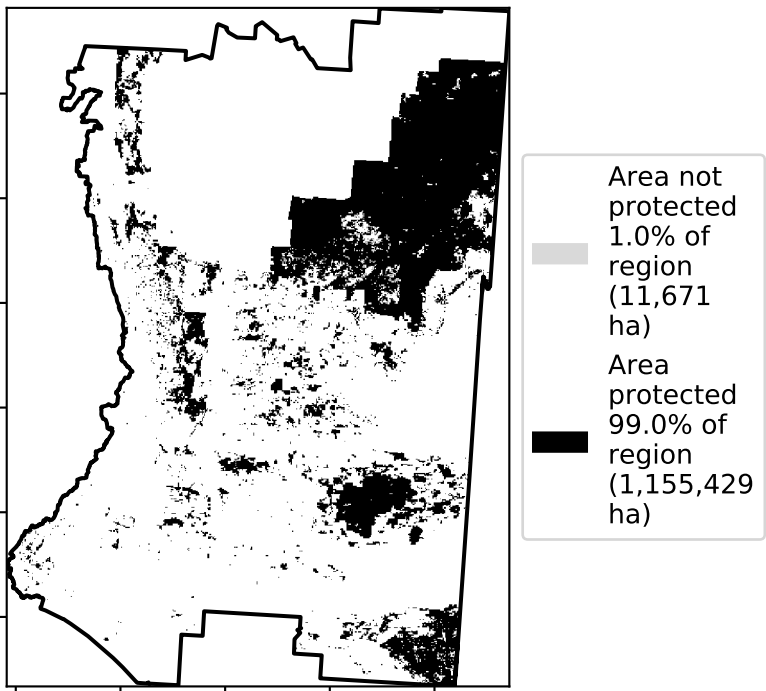 Area not
protected
1.0% of
region
(11,671
ha)
Area
protected
99.0% of
region
(1,155,429
ha)